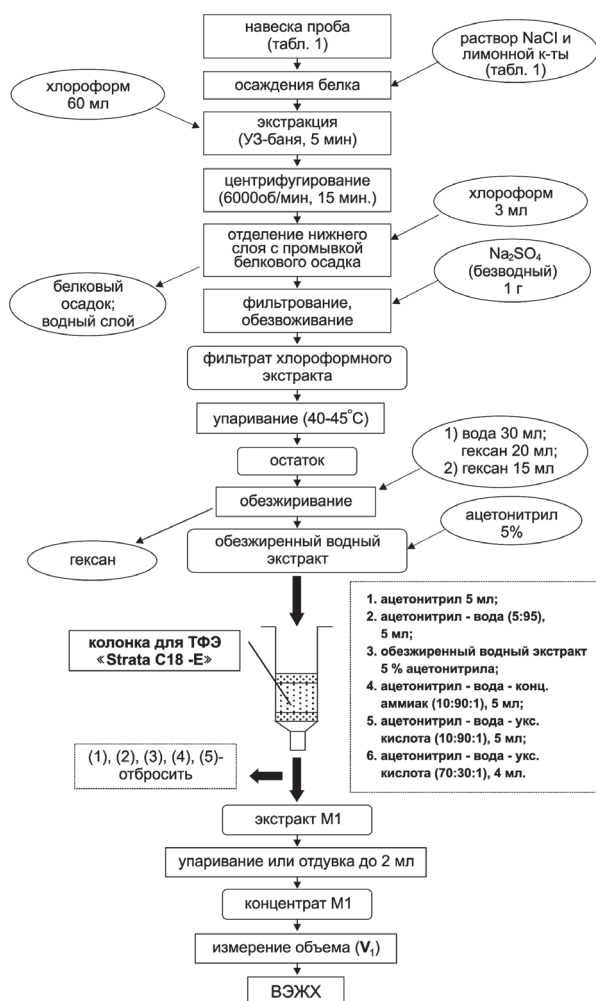 навеска проба
(табл. 1)
раствор NaCl и
лимонной к-ты
(табл. 1)
осаждения белка
хлороформ
60 мл
экстракция
(УЗ-баня, 5 мин)
центрифугирование
(6000об/мин, 15 мин.)
хлороформ
3 мл
отделение нижнего
слоя с промывкой
белкового осадка
Na₂SO₄
(безводный)
1 г
белковый
осадок;
водный слой
фильтрование,
обезвоживание
фильтрат хлороформного
экстракта
упаривание (40-45°С)
1) вода 30 мл;
гексан 20 мл;
2) гексан 15 мл
остаток
обезжиривание
ацетонитрил
5%
гексан
обезжиренный водный
экстракт
1. ацетонитрил 5 мл;
2. ацетонитрил - вода (5:95),
5 мл;
3. обезжиренный водный экстракт
5 % ацетонитрила;
4. ацетонитрил - вода - конц.
аммиак (10:90:1), 5 мл;
5. ацетонитрил - вода - укс.
кислота (10:90:1), 5 мл;
6. ацетонитрил - вода - укс.
кислота (70:30:1), 4 мл.
колонка для ТФЭ
«Strata C18 -E»
(1), (2), (3), (4), (5)-
отбросить
экстракт М1
упаривание или отдувка до 2 мл
концентрат М1
измерение объема (V₁)
ВЭЖХ